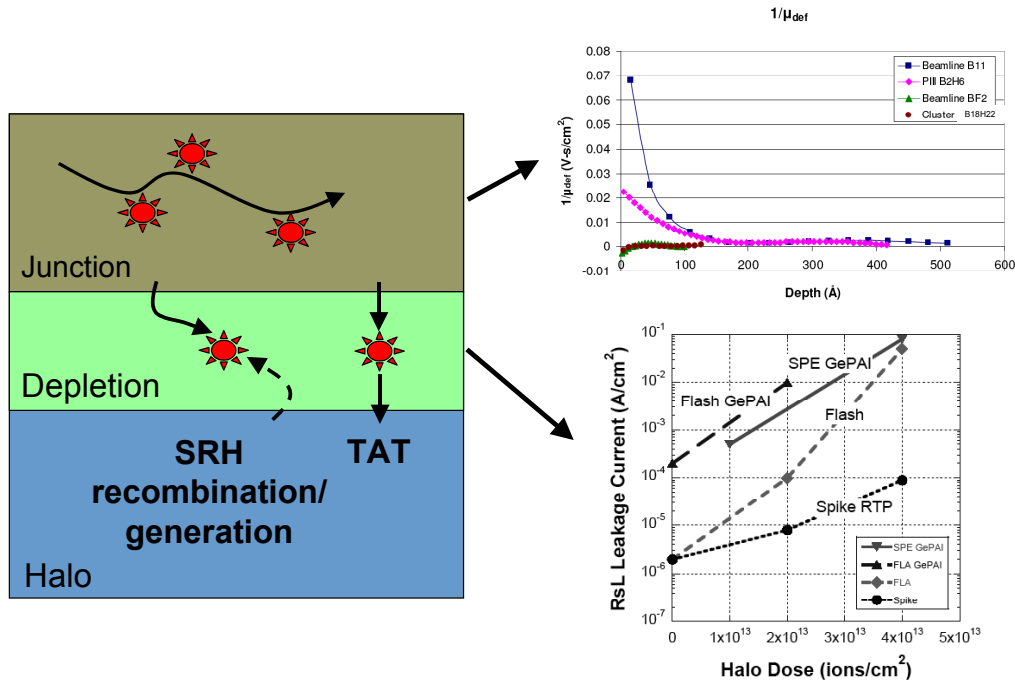 Junction
Depletion
SRH
recombination/
generation
TAT
Halo
1/µdef
1/µdef (V-s/cm²)
0.08
0.07
0.06
0.05
0.04
0.03
0.02
0.01
0
-0.01
0 100 200 300 400 500 600
Depth (Å)
Beamline B11
PIII B2H6
Beamline BF2
Cluster B18H22
RsL Leakage Current (A/cm²)
10⁻¹
10⁻²
10⁻³
10⁻⁴
10⁻⁵
10⁻⁶
10⁻⁷
SPE GePAI
Flash GePAI
Flash
Spike RTP
SPE GePAI
FLA GePAI
FLA
Spike
0 1x10¹³ 2x10¹³ 3x10¹³ 4x10¹³ 5x10¹³
Halo Dose (ions/cm²)